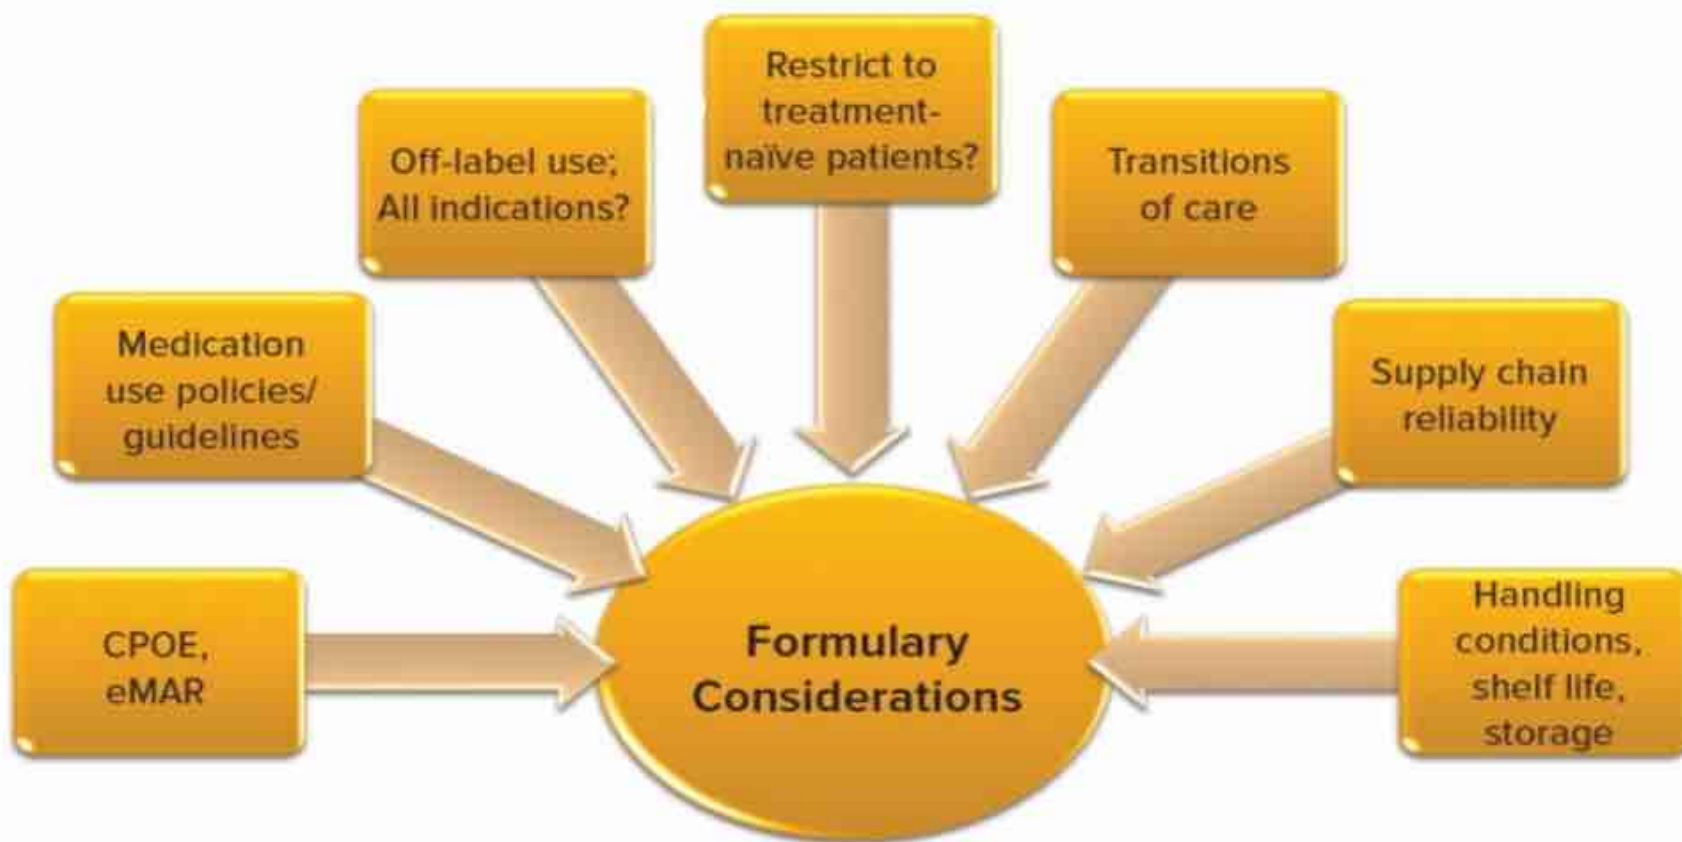 Restrict to
treatment-
naïve patients?
Off-label use;
All indications?
Transitions
of care
Medication
use policies/
guidelines
Supply chain
reliability
CPOE,
eMAR
Handling
conditions,
shelf life,
storage
Formulary
Considerations